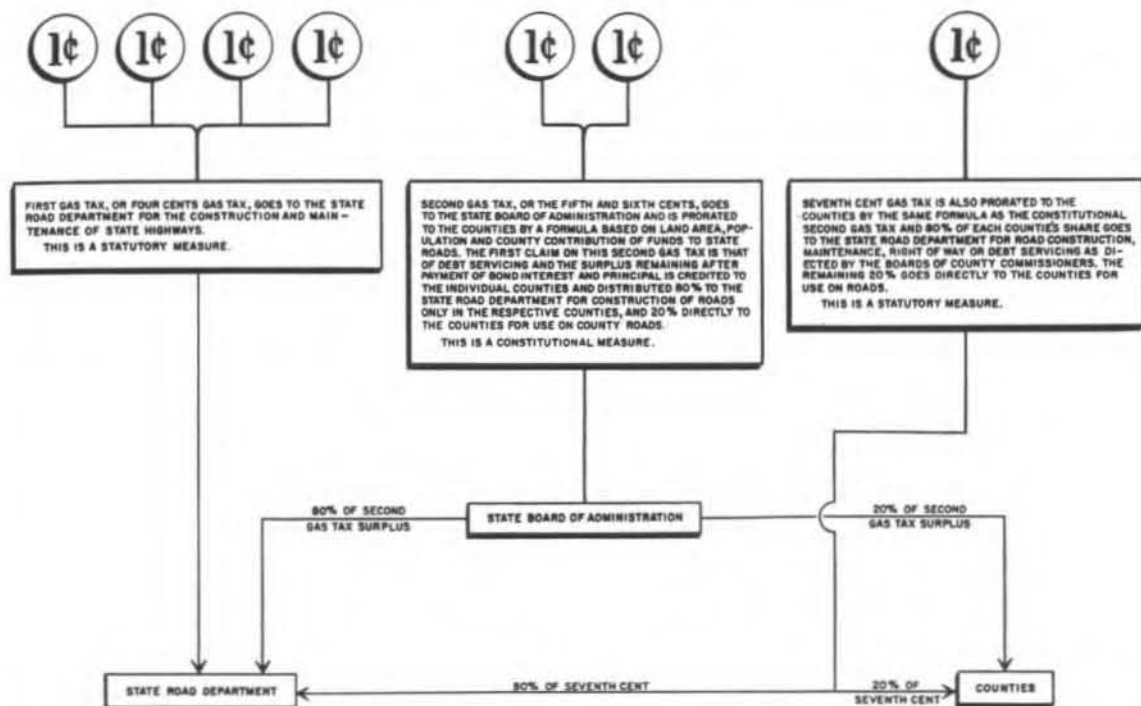 1¢ 1¢ 1¢ 1¢ 1¢ 1¢ 1¢
FIRST GAS TAX, OR FOUR CENTS GAS TAX, GOES TO THE STATE
ROAD DEPARTMENT FOR THE CONSTRUCTION AND MAIN-
TENANCE OF STATE HIGHWAYS.
THIS IS A STATUTORY MEASURE.
SECOND GAS TAX, OR THE FIFTH AND SIXTH CENTS, GOES
TO THE STATE BOARD OF ADMINISTRATION AND IS PRORATED
TO THE COUNTIES BY A FORMULA BASED ON LAND AREA, POP-
ULATION AND COUNTY CONTRIBUTION OF FUNDS TO STATE
ROADS. THE FIRST CLAIM ON THIS SECOND GAS TAX IS THAT
OF DEBT SERVICING AND THE SURPLUS REMAINING AFTER
PAYMENT OF BOND INTEREST AND PRINCIPAL IS CREDITED TO
THE INDIVIDUAL COUNTIES AND DISTRIBUTED 80% TO THE
STATE ROAD DEPARTMENT FOR CONSTRUCTION OF ROADS
ONLY IN THE RESPECTIVE COUNTIES, AND 20% DIRECTLY TO
THE COUNTIES FOR USE ON COUNTY ROADS.
THIS IS A CONSTITUTIONAL MEASURE.
SEVENTH CENT GAS TAX IS ALSO PRORATED TO THE
COUNTIES BY THE SAME FORMULA AS THE CONSTITUTIONAL
SECOND GAS TAX AND 80% OF EACH COUNTIE'S SHARE GOES
TO THE STATE ROAD DEPARTMENT FOR ROAD CONSTRUCTION,
MAINTENANCE, RIGHT OF WAY OR DEBT SERVICING AS DI-
RECTED BY THE BOARDS OF COUNTY COMMISSIONERS. THE
REMAINING 20% GOES DIRECTLY TO THE COUNTIES FOR
USE ON ROADS.
THIS IS A STATUTORY MEASURE.
80% OF SECOND
GAS TAX SURPLUS
STATE BOARD OF ADMINISTRATION
20% OF SECOND
GAS TAX SURPLUS
STATE ROAD DEPARTMENT
80% OF SEVENTH CENT
20% OF
SEVENTH CENT
COUNTIES